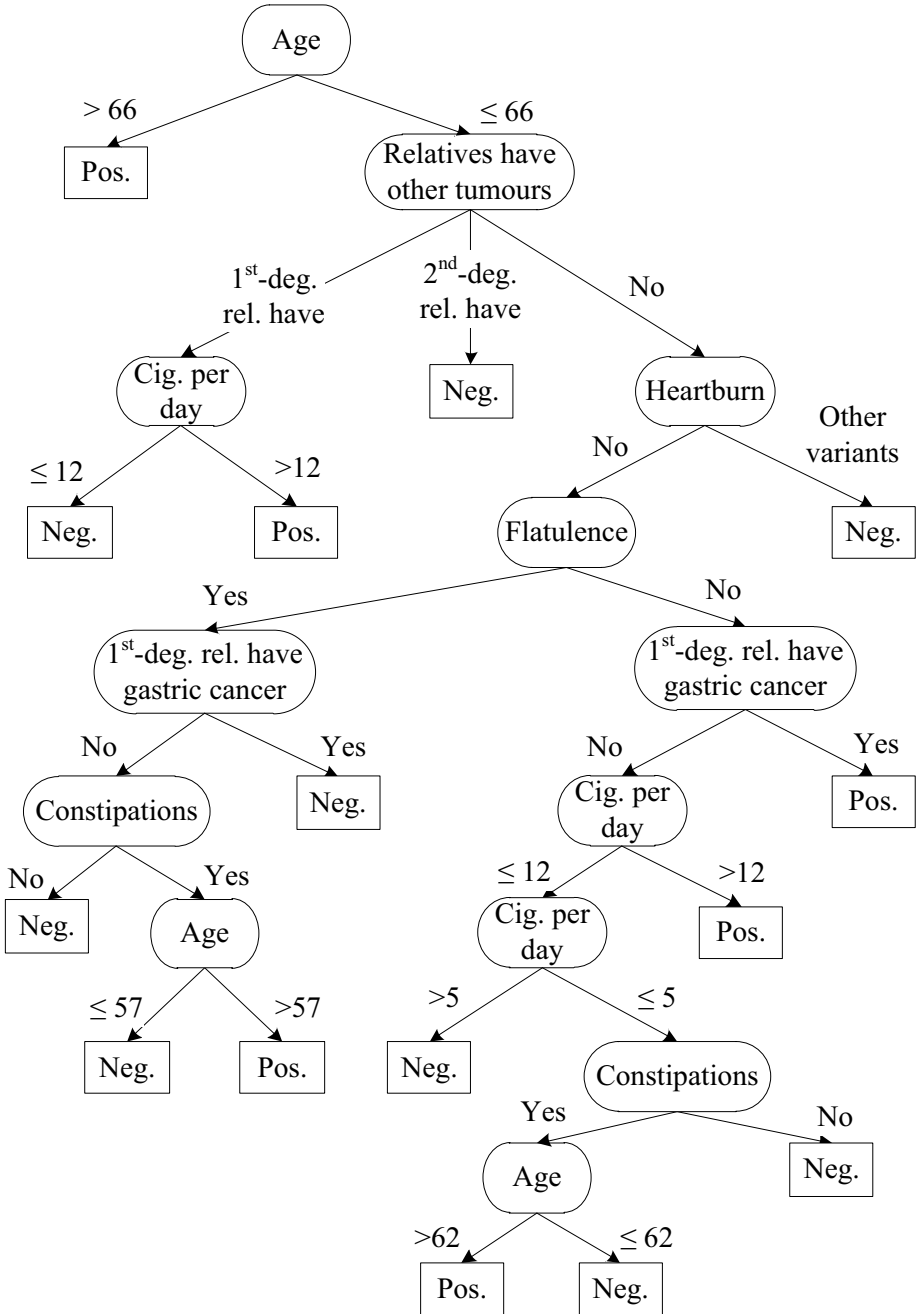 Age
> 66
≤ 66
Pos.
Relatives have
other tumours
1st-deg.
rel. have
2nd-deg.
rel. have
No
Cig. per
day
Neg.
Heartburn
≤ 12
>12
No
Other
variants
Neg.
Pos.
Flatulence
Neg.
Yes
No
1st-deg. rel. have
gastric cancer
1st-deg. rel. have
gastric cancer
No
Yes
No
Yes
Constipations
Neg.
Cig. per
day
Pos.
No
Yes
≤ 12
>12
Neg.
Age
Cig. per
day
Pos.
≤ 57
>57
>5
≤ 5
Neg.
Pos.
Neg.
Constipations
Yes
No
Age
Neg.
>62
≤ 62
Pos.
Neg.